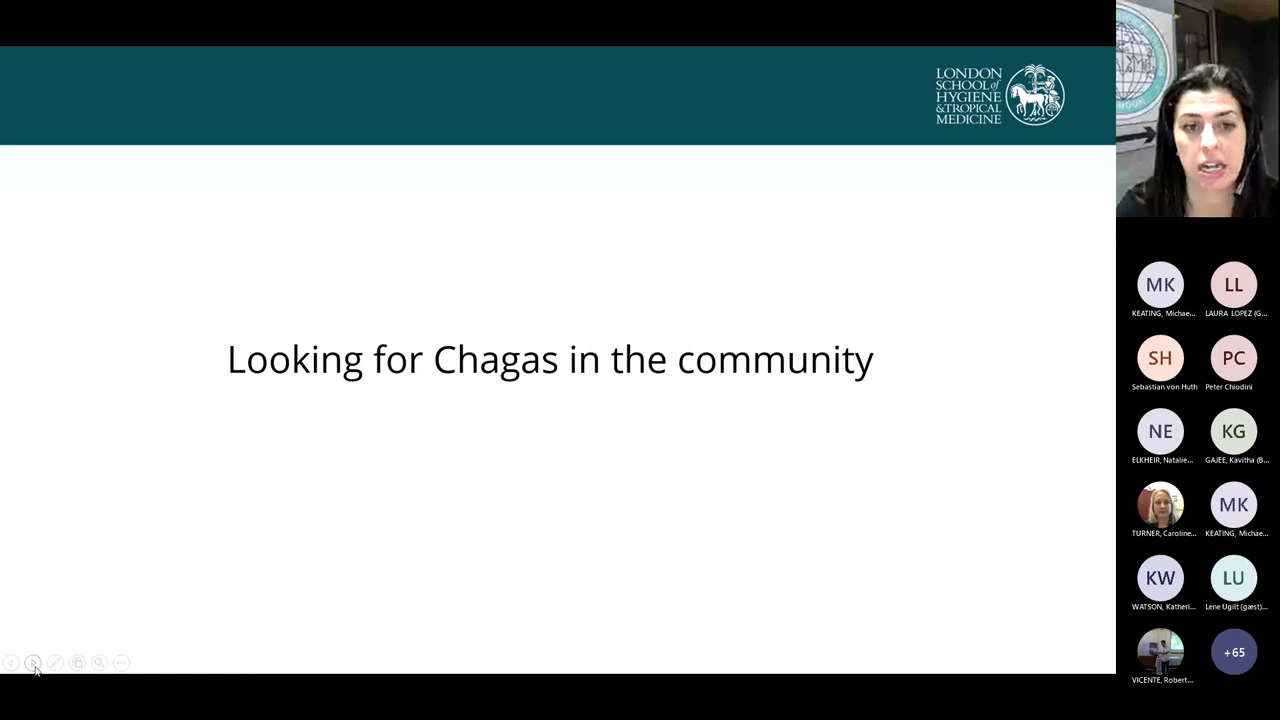 LONDON
SCHOOL of
HYGIENE
& TROPICAL
MEDICINE
Looking for Chagas in the community
MK
LL
KEATING, Michae...
LAURA LOPEZ (G...
SH
PC
Sebastian von Huth
Peter Chiodini
NE
KG
ELKHEIR, Natalie...
GAJEE, Kavitha (B...
MK
TURNER, Caroline...
KEATING, Michae...
KW
LU
WATSON, Katheri...
Lene Ugilt (gæst)...
+65
VICENTE, Robert...